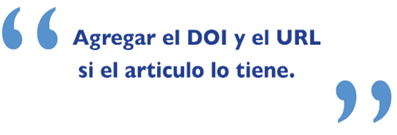 “Agregar el DOI y el URL
si el articulo lo tiene.”